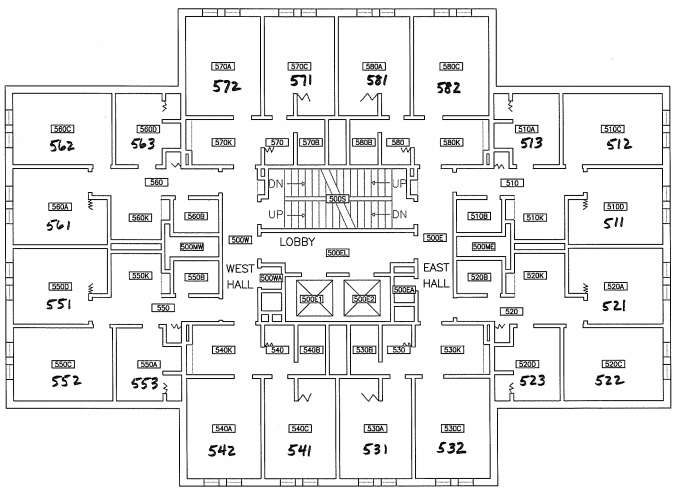 570A 570C 580A 580C
572 571 581 582
560C 560D 510A 510C
562 563 513 512
570K 570 570B 580B 580 580K
560 510
DN UP
500S
560A 560K 560B 510B 510K 510D
561 511
UP DN
500W LOBBY 500E
500MW 500EL 500ME
WEST HALL
EAST HALL
550D 550K 550B 500WA 500EA 520B 520K 520A
551 521
500E1 500E2
550 520
540K 540 540B 530B 530 530K
550C 550A 520D 520C
552 553 523 522
540A 540C 530A 530C
542 541 531 532